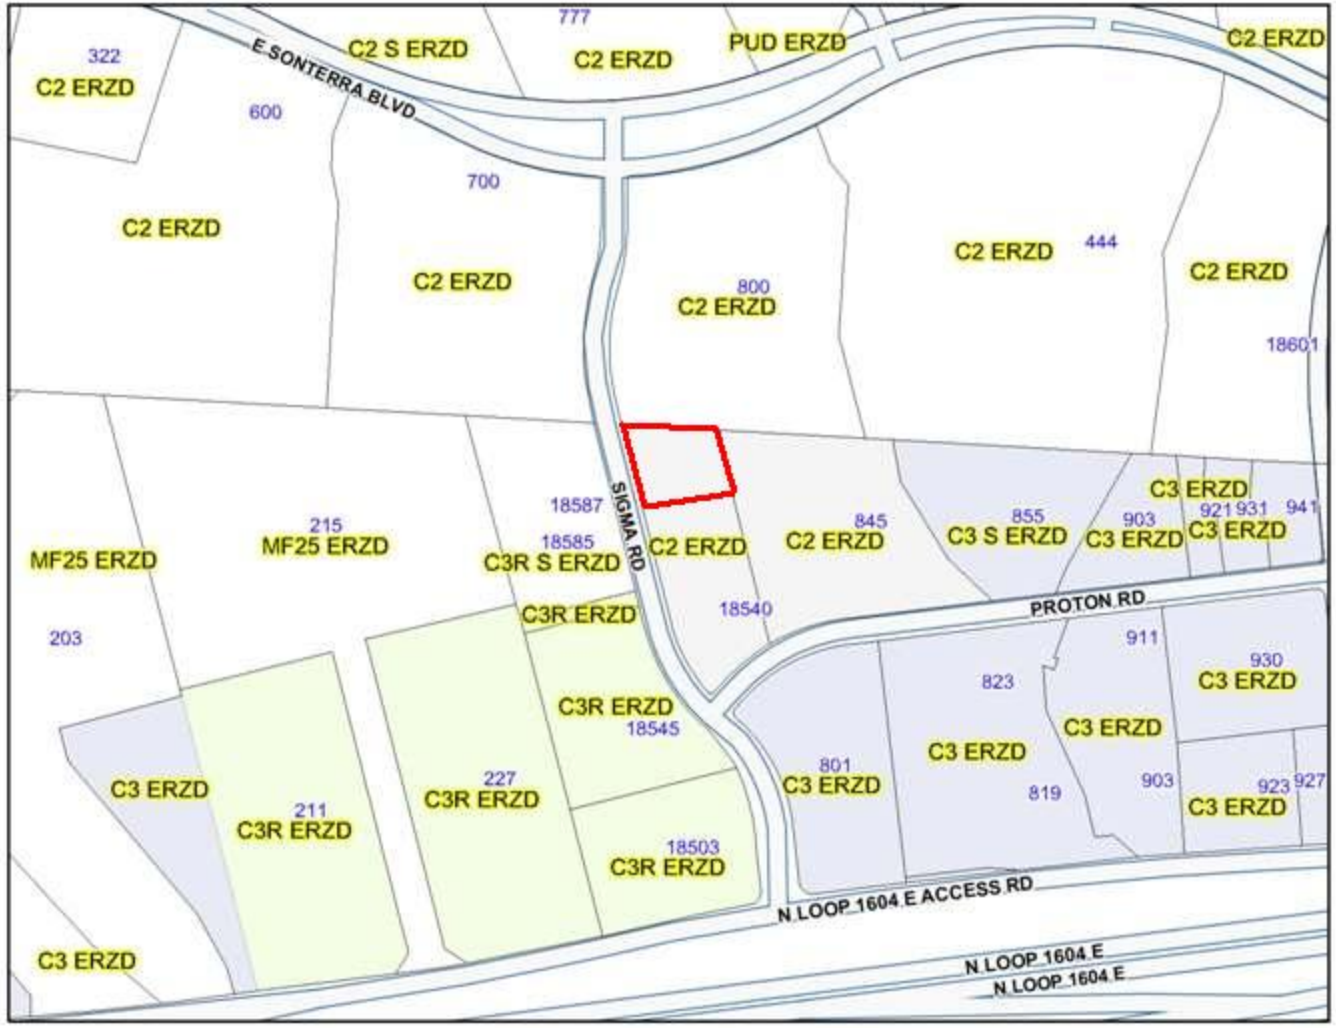 777
322
C2 ERZD
E SONTERRA BLVD
C2 S ERZD
C2 ERZD
PUD ERZD
C2 ERZD
600
700
C2 ERZD
C2 ERZD
800
C2 ERZD
C2 ERZD
444
C2 ERZD
18601
SIGMA RD
18587
18585
C3R S ERZD
C3R ERZD
215
MF25 ERZD
MF25 ERZD
203
C2 ERZD
18540
845
C2 ERZD
855
C3 S ERZD
903
C3 ERZD
C3 ERZD
921
931
C3 ERZD
941
PROTON RD
911
930
C3 ERZD
823
C3 ERZD
C3 ERZD
819
903
923
C3 ERZD
927
801
C3 ERZD
C3R ERZD
18545
18503
C3R ERZD
227
C3R ERZD
211
C3R ERZD
C3 ERZD
C3 ERZD
N LOOP 1604 E ACCESS RD
N LOOP 1604 E
N LOOP 1604 E